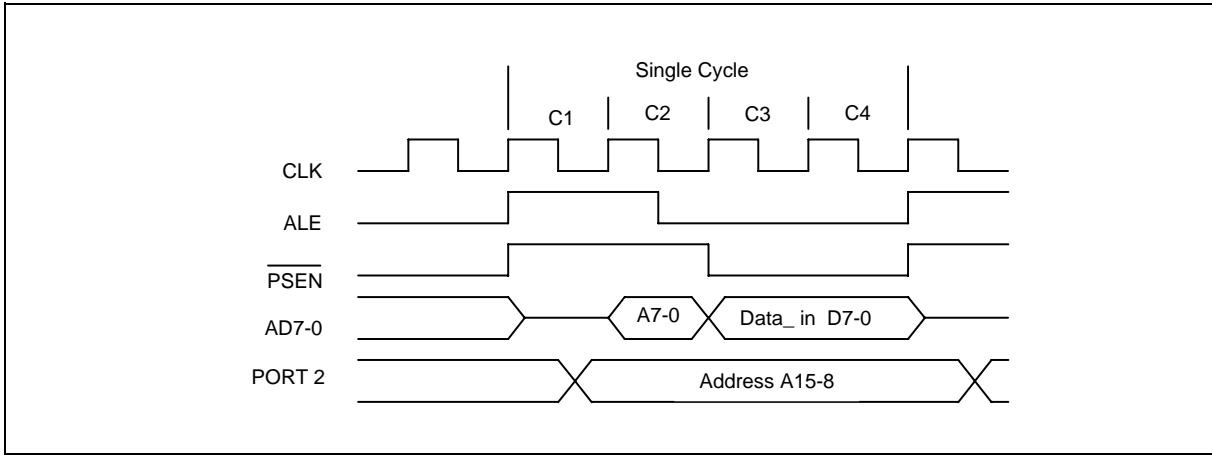 Single Cycle
C1 C2 C3 C4
CLK
ALE
PSEN
AD7-0 A7-0 Data_ in D7-0
PORT 2 Address A15-8